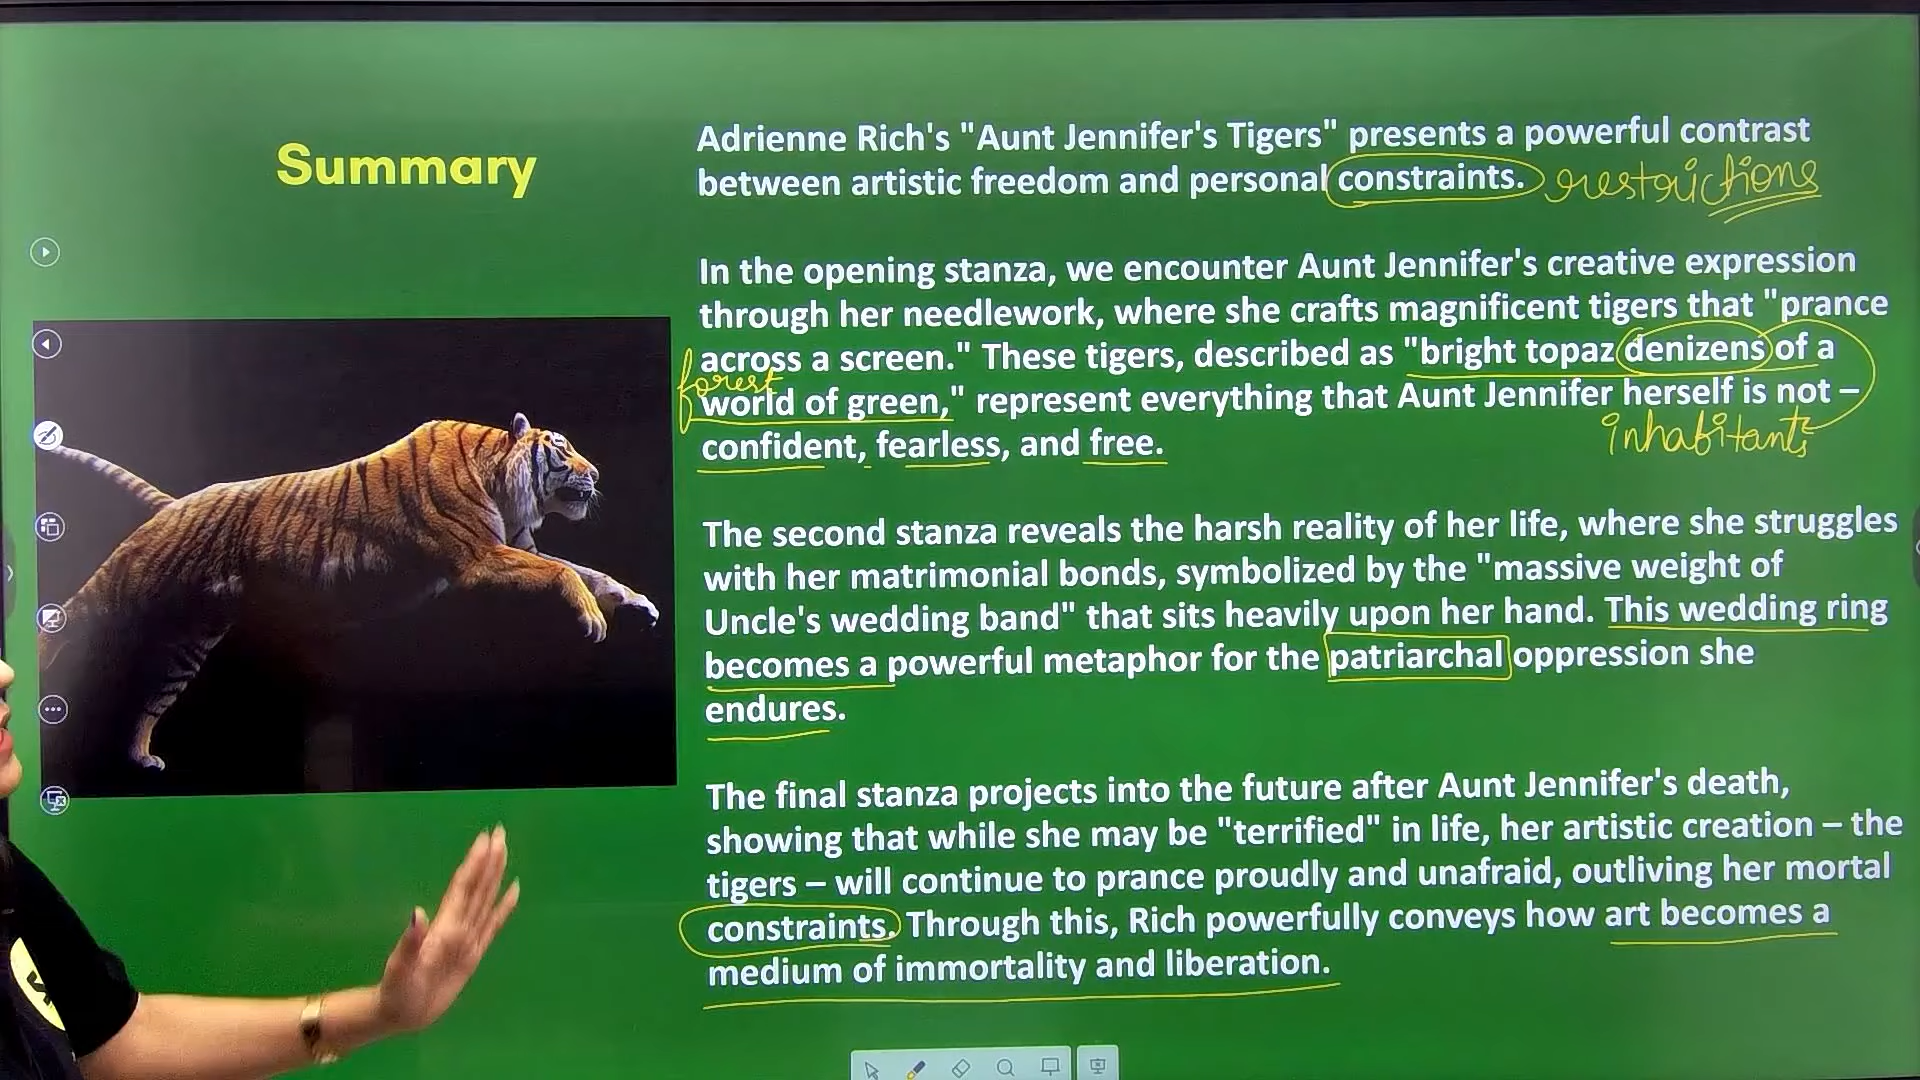 Summary
Adrienne Rich's "Aunt Jennifer's Tigers" presents a powerful contrast
between artistic freedom and personal constraints. restrictions
In the opening stanza, we encounter Aunt Jennifer's creative expression
through her needlework, where she crafts magnificent tigers that "prance
across a screen." These tigers, described as "bright topaz denizens of a
forest
world of green," represent everything that Aunt Jennifer herself is not –
inhabitants
confident, fearless, and free.
The second stanza reveals the harsh reality of her life, where she struggles
with her matrimonial bonds, symbolized by the "massive weight of
Uncle's wedding band" that sits heavily upon her hand. This wedding ring
becomes a powerful metaphor for the patriarchal oppression she
endures.
The final stanza projects into the future after Aunt Jennifer's death,
showing that while she may be "terrified" in life, her artistic creation – the
tigers – will continue to prance proudly and unafraid, outliving her mortal
constraints. Through this, Rich powerfully conveys how art becomes a
medium of immortality and liberation.